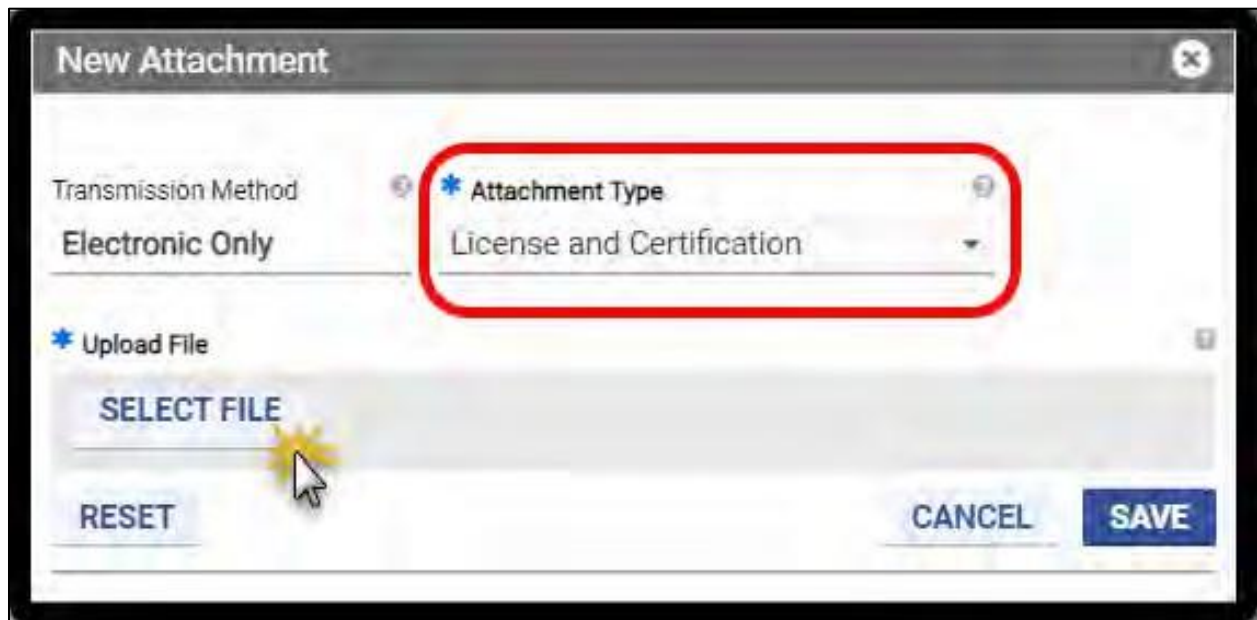 New Attachment
Transmission Method * Attachment Type
Electronic Only License and Certification
* Upload File
SELECT FILE
RESET CANCEL SAVE